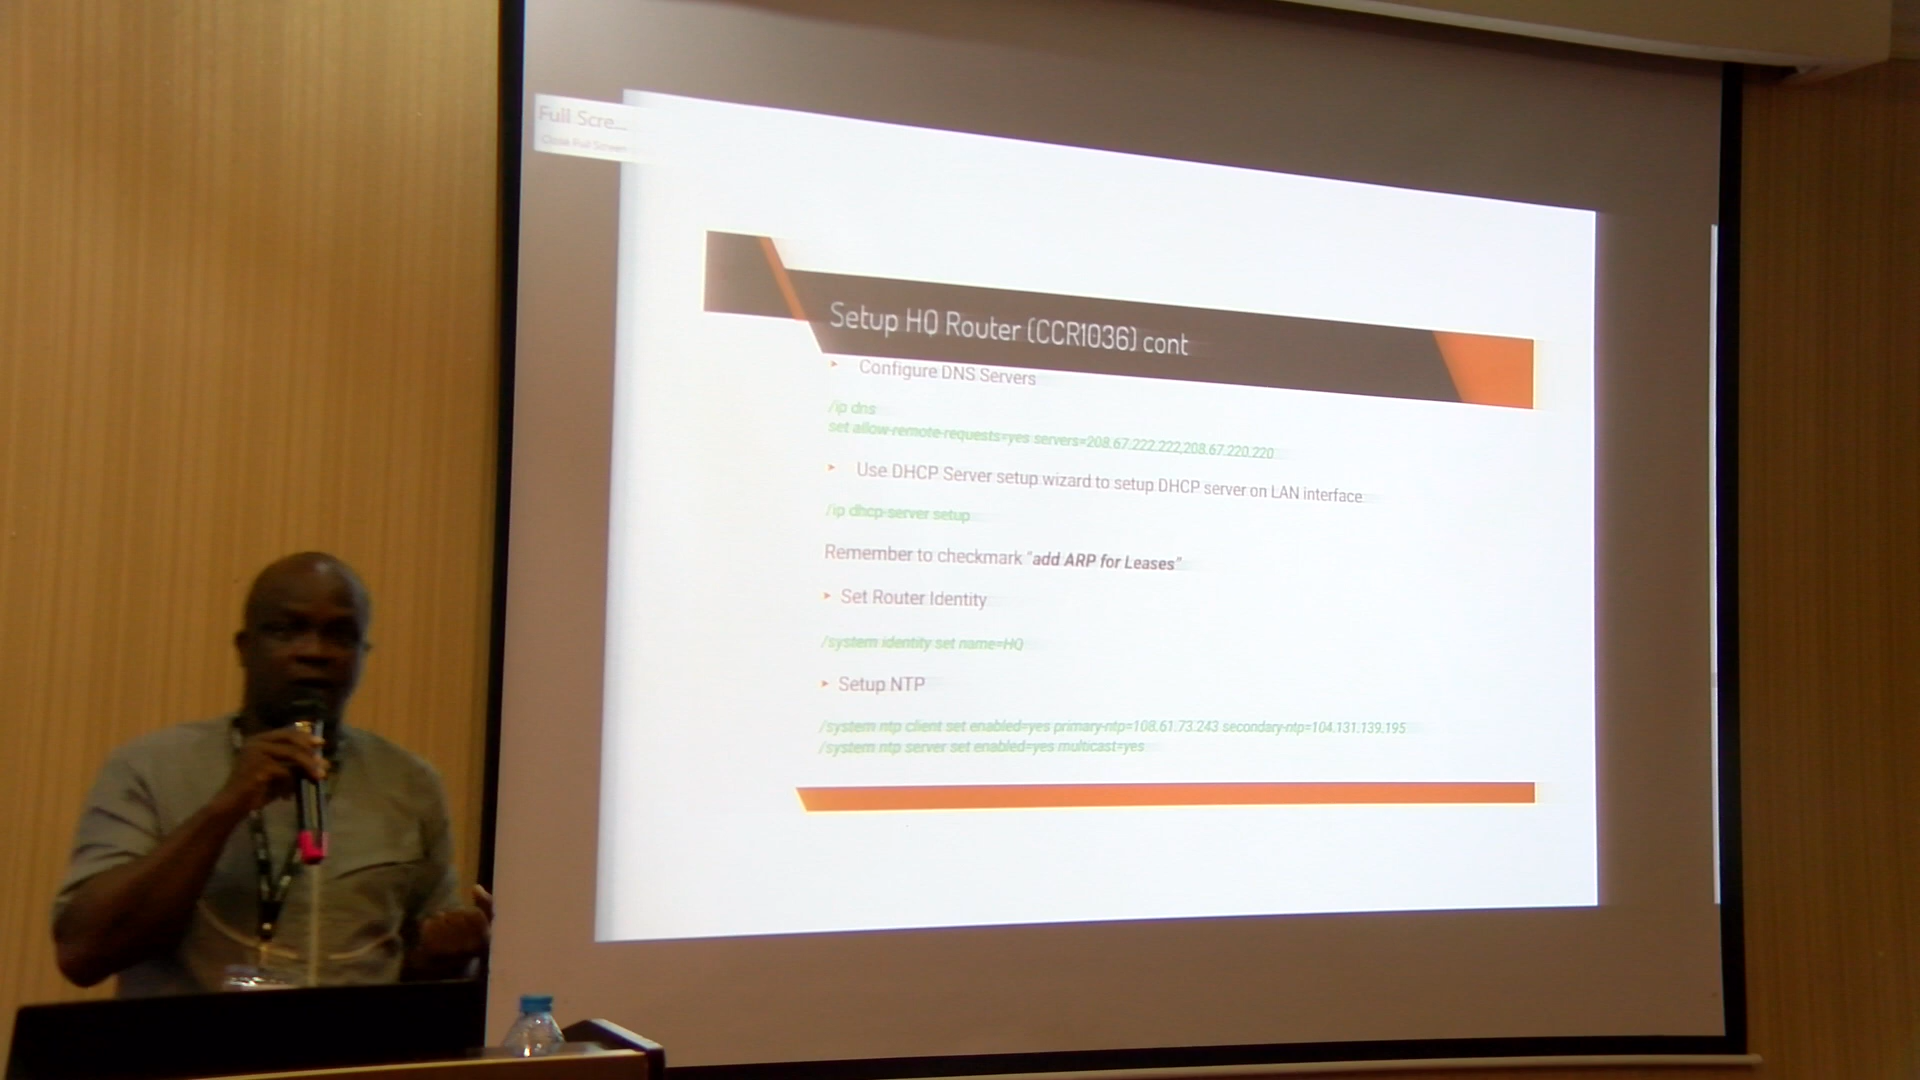 Full Scre...
Close Full Screen
Setup HQ Router (CCR1036) cont
‣ Configure DNS Servers
/ip dns
set allow-remote-requests=yes servers=208.67.222.222,208.67.220.220
‣ Use DHCP Server setup wizard to setup DHCP server on LAN interface
/ip dhcp-server setup
Remember to checkmark "add ARP for Leases"
‣ Set Router Identity
/system identity set name=HQ
‣ Setup NTP
/system ntp client set enabled=yes primary-ntp=108.61.73.243 secondary-ntp=104.131.139.195
/system ntp server set enabled=yes multicast=yes